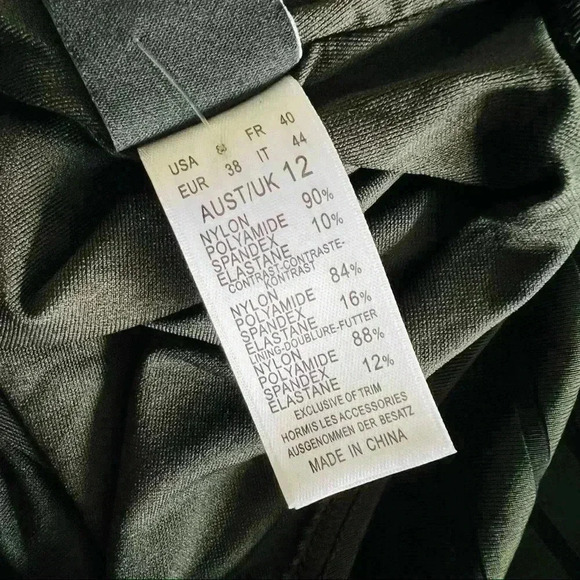 USA 8 FR 40
EUR 38 IT 44
AUST/UK 12
NYLON 90%
POLYAMIDE
SPANDEX 10%
ELASTANE
CONTRAST-CONTRASTE-
KONTRAST
NYLON 84%
POLYAMIDE
SPANDEX 16%
ELASTANE
LINING-DOUBLURE-FUTTER
NYLON 88%
POLYAMIDE
SPANDEX 12%
ELASTANE
EXCLUSIVE OF TRIM
HORMIS LES ACCESSORIES
AUSGENOMMEN DER BESATZ
MADE IN CHINA